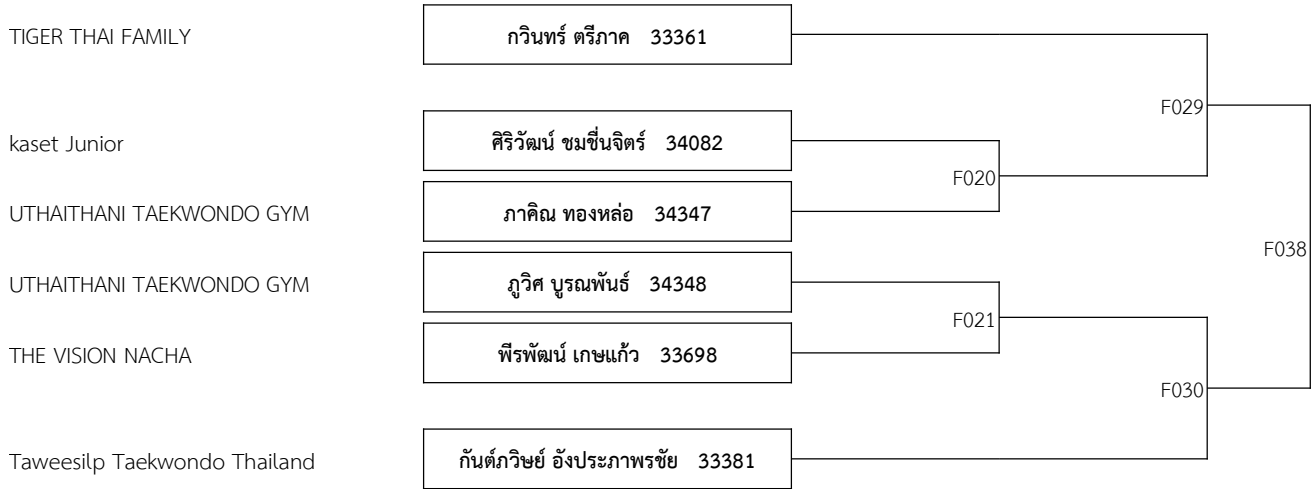 TIGER THAI FAMILY กวินทร์ ตรีภาค 33361
F029
kaset Junior ศิริวัฒน์ ชมชื่นจิตร์ 34082
F020
UTHAITHANI TAEKWONDO GYM ภาคิณ ทองหล่อ 34347
F038
UTHAITHANI TAEKWONDO GYM ภูวิศ บูรณพันธ์ 34348
F021
THE VISION NACHA พีรพัฒน์ เกษแก้ว 33698
F030
Taweesilp Taekwondo Thailand กันต์ภวิษย์ อังประภาพรชัย 33381